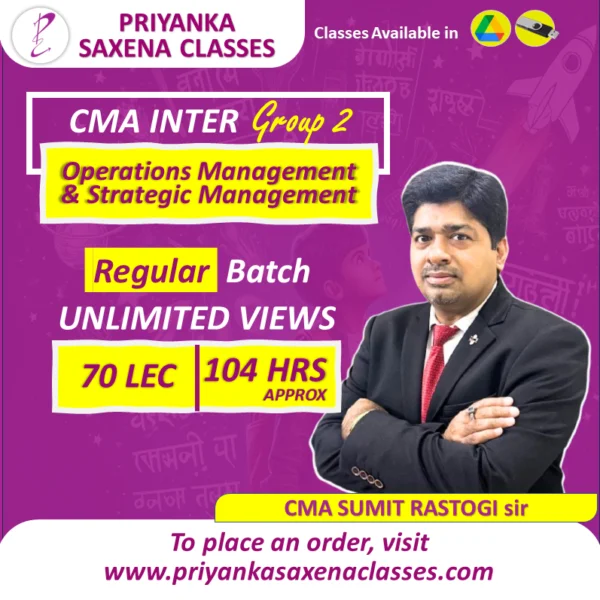 PRIYANKA
SAXENA CLASSES
Classes Available in
CMA INTER Group 2
Operations Management
& Strategic Management
Regular Batch
UNLIMITED VIEWS
70 LEC
104 HRS
APPROX
CMA SUMIT RASTOGI sir
To place an order, visit
www.priyankasaxenaclasses.com